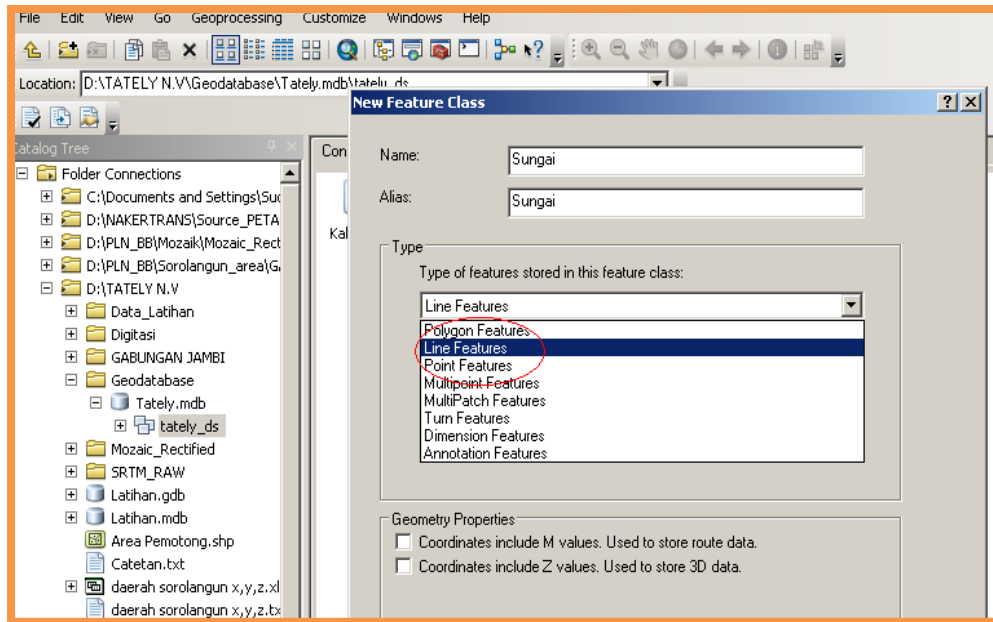 File Edit View Go Geoprocessing Customize Windows Help
Location: D:\TATELY N.V\Geodatabase\Tately.mdb\tately_ds
New Feature Class
Catalog Tree
Con
Name: Sungai
Alias: Sungai
Kal
Folder Connections
C:\Documents and Settings\Suc
D:\NAKERTRANS\Source_PETA
D:\PLN_BB\Mozaik\Mozaic_Rect
D:\PLN_BB\Sorolangun_area\G
D:\TATELY N.V
Data_Latihan
Digitasi
GABUNGAN JAMBI
Geodatabase
Tately.mdb
tately_ds
Mozaic_Rectified
SRTM_RAW
Latihan.gdb
Latihan.mdb
Area Pemotong.shp
Catetan.txt
daerah sorolangun x,y,z.xl
daerah sorolangun x,y,z.tx
Type
Type of features stored in this feature class:
Line Features
Polygon Features
Line Features
Point Features
Multipoint Features
MultiPatch Features
Turn Features
Dimension Features
Annotation Features
Geometry Properties
Coordinates include M values. Used to store route data.
Coordinates include Z values. Used to store 3D data.